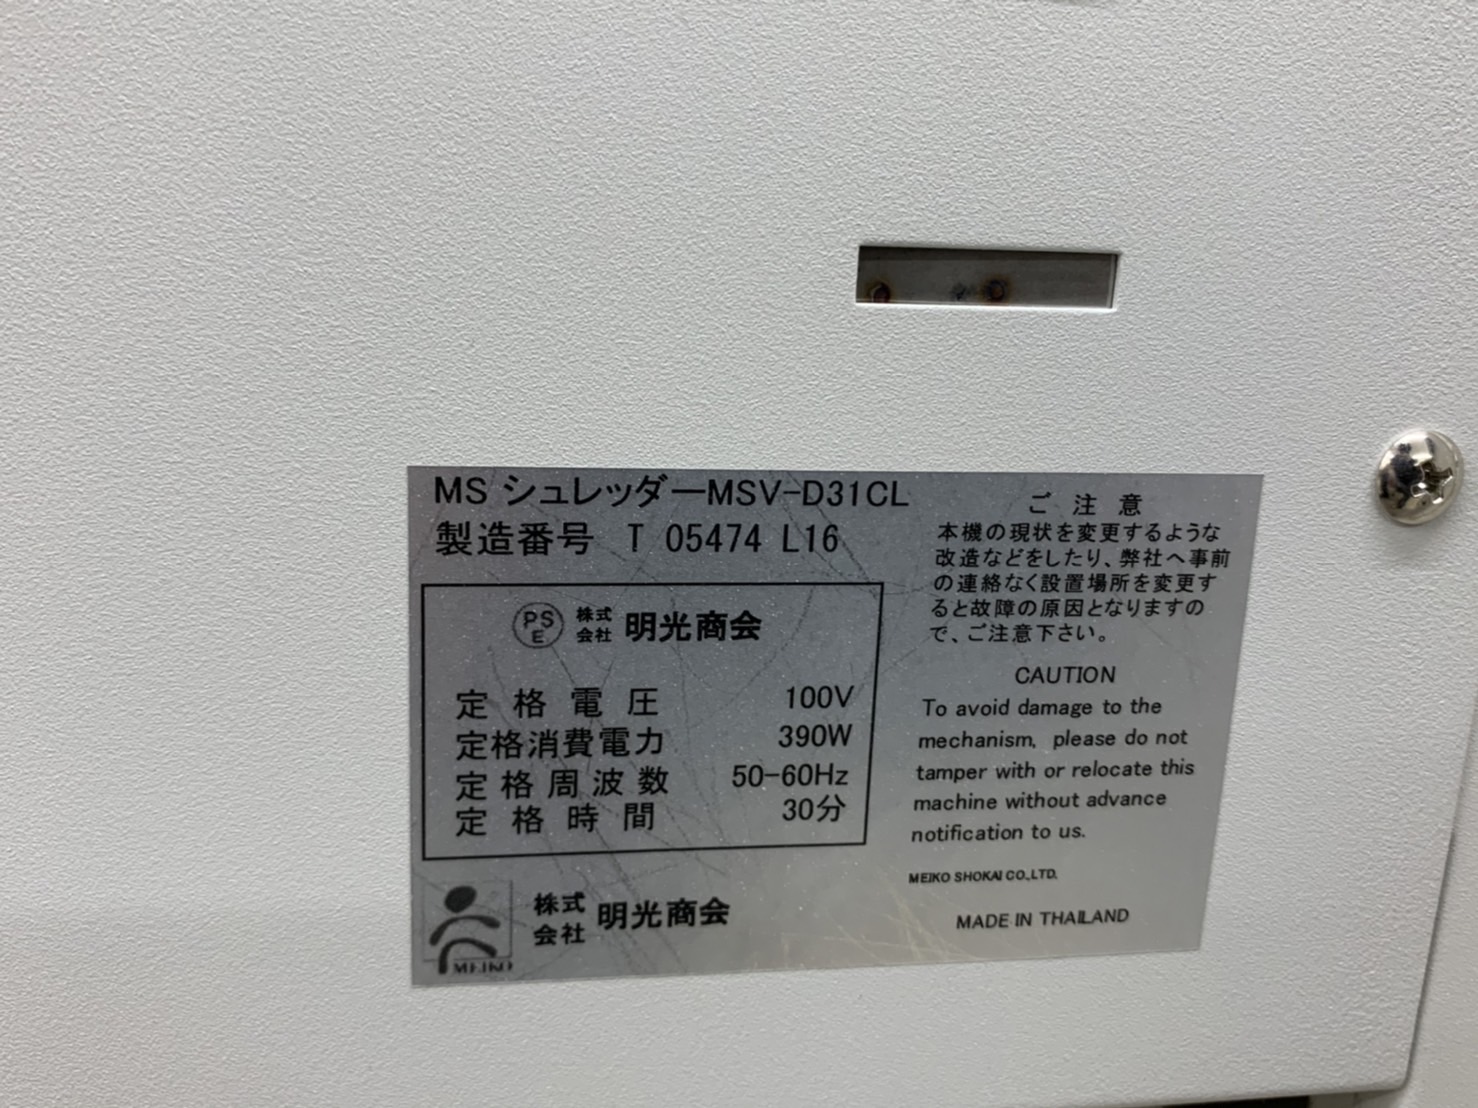 MS シュレッダーMSV-D31CL
製造番号 T 05474 L16
PS
E
株式
会社 明光商会
定格電圧 100V
定格消費電力 390W
定格周波数 50-60Hz
定格時間 30分
MEIKO
株式
会社 明光商会
ご注意
本機の現状を変更するような
改造などをしたり、弊社へ事前
の連絡なく設置場所を変更す
ると故障の原因となりますの
で、ご注意下さい。
CAUTION
To avoid damage to the
mechanism, please do not
tamper with or relocate this
machine without advance
notification to us.
MEIKO SHOKAI CO.,LTD.
MADE IN THAILAND